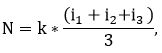 N = k * (i₁ + i₂+i₃ ) / 3 ,